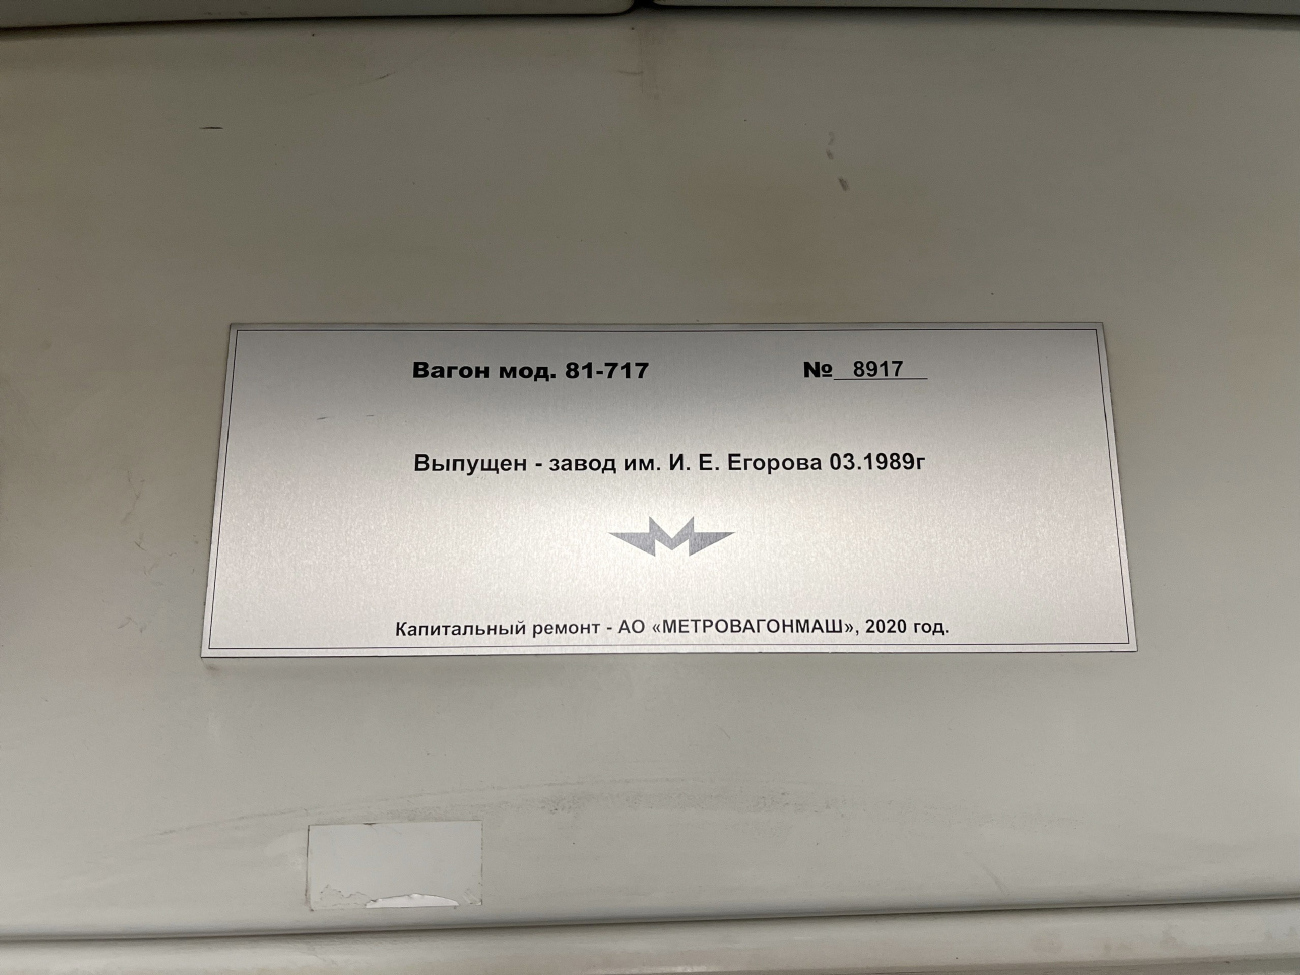 Вагон мод. 81-717 № 8917
Выпущен - завод им. И. Е. Егорова 03.1989г
Капитальный ремонт - АО «МЕТРОВАГОНМАШ», 2020 год.